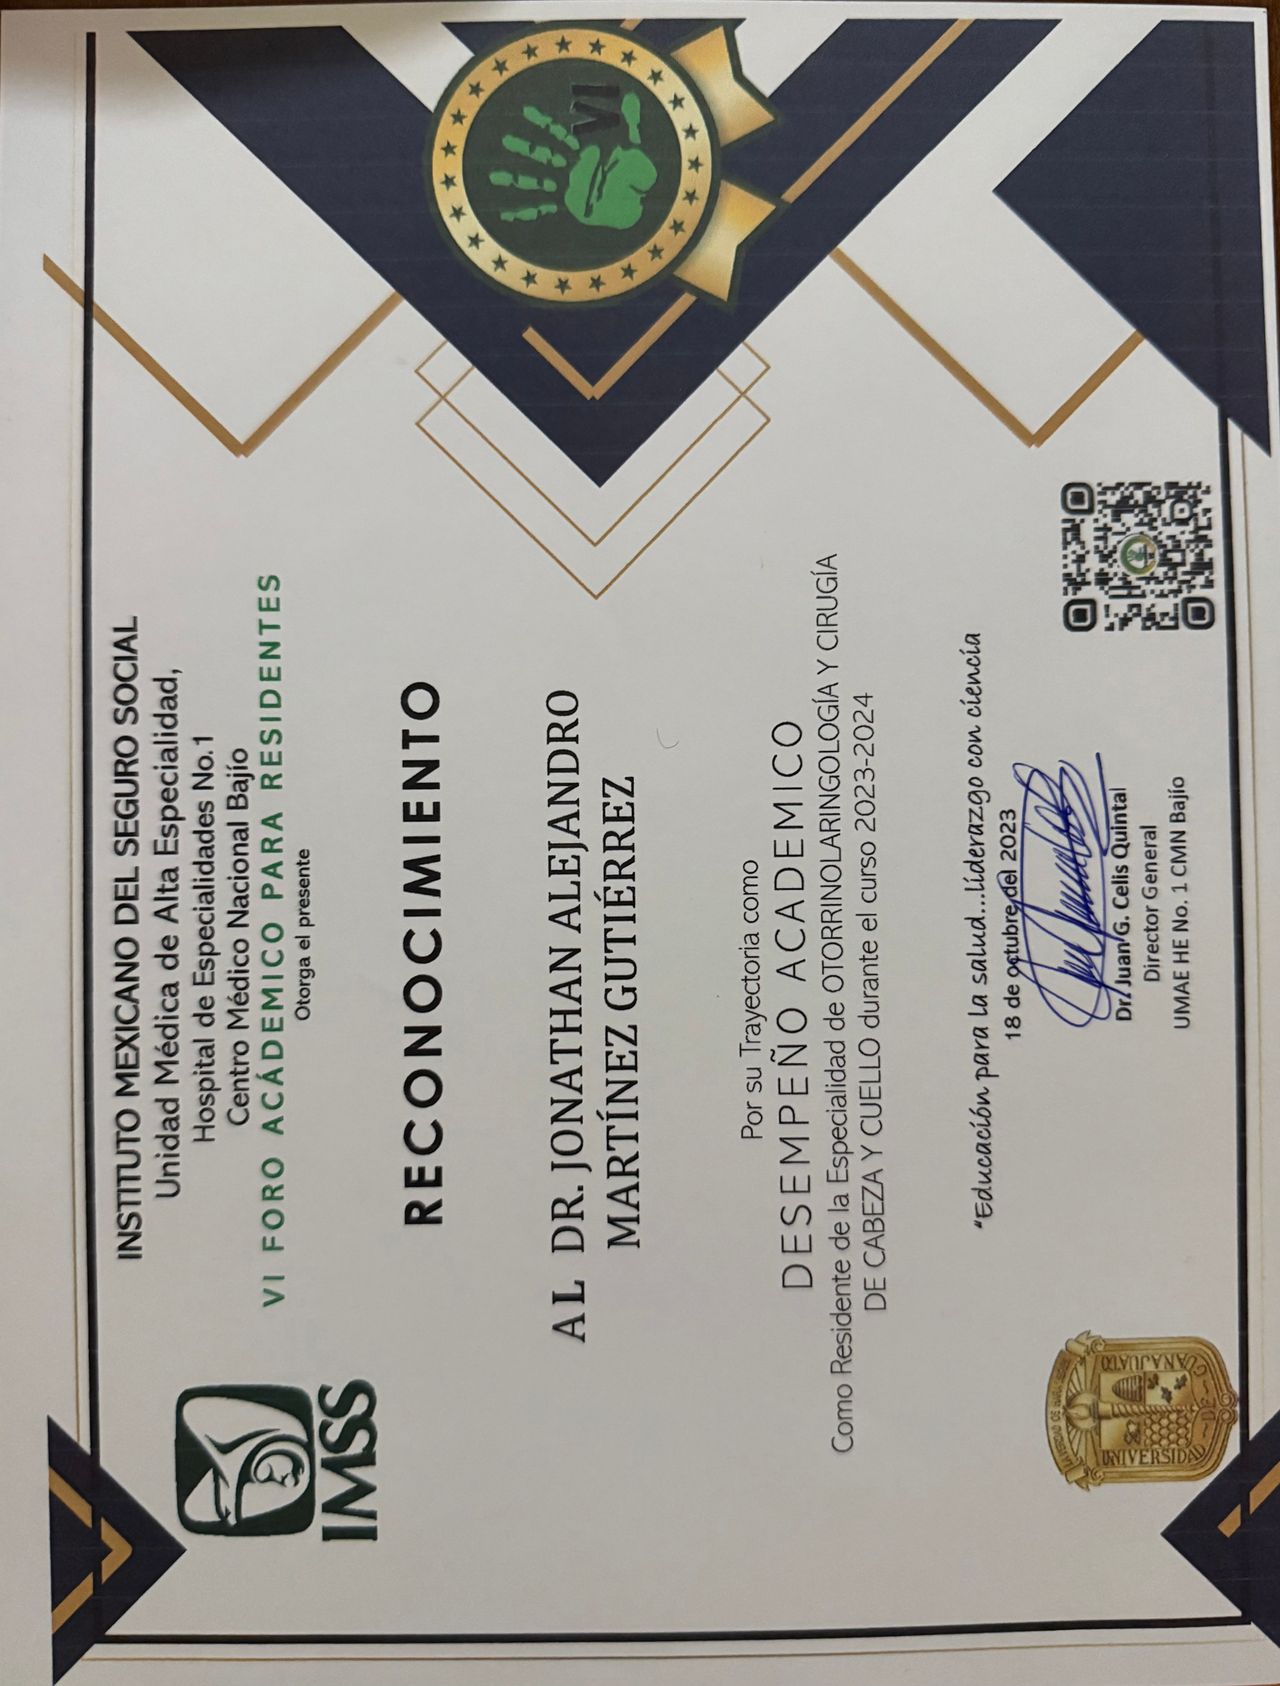 INSTITUTO MEXICANO DEL SEGURO SOCIAL
Unidad Médica de Alta Especialidad,
Hospital de Especialidades No.1
Centro Médico Nacional Bajío
VI FORO ACÁDEMICO PARA RESIDENTES
Otorga el presente
IMSS
VI
RECONOCIMIENTO
AL DR. JONATHAN ALEJANDRO
MARTÍNEZ GUTIÉRREZ
Por su Trayectoria como
DESEMPEÑO ACADEMICO
Como Residente de la Especialidad de OTORRINOLARINGOLOGÍA Y CIRUGÍA
DE CABEZA Y CUELLO durante el curso 2023-2024
“Educación para la salud...liderazgo con ciencia
18 de octubre del 2023
Dr. Juan G. Celis Quintal
Director General
UMAE HE No. 1 CMN Bajío
UNIVERSIDAD DE GUANAJUATO